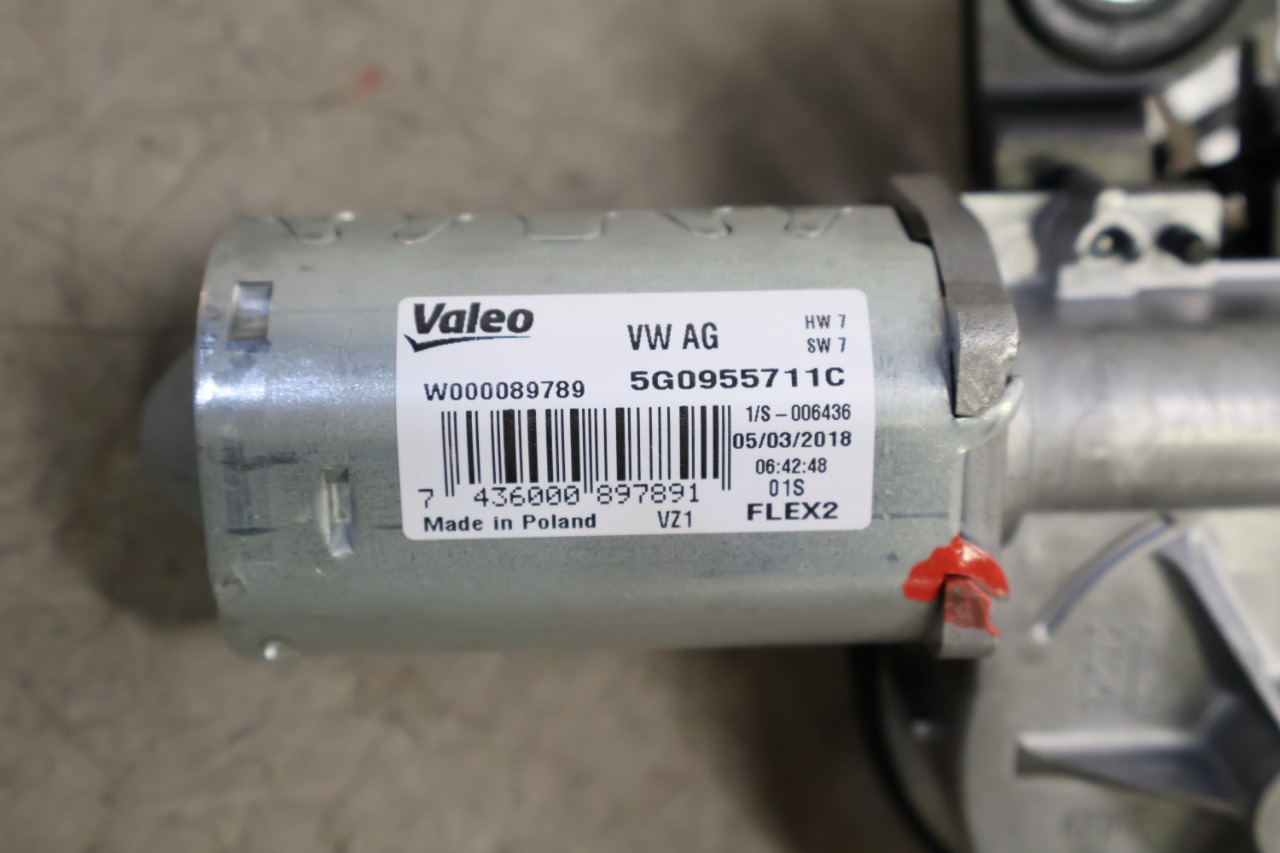 Valeo
VW AG
HW 7
SW 7
W000089789
5G0955711C
1/S - 006436
05/03/2018
06:42:48
01S
7 436000 897891
FLEX2
Made in Poland
VZ1